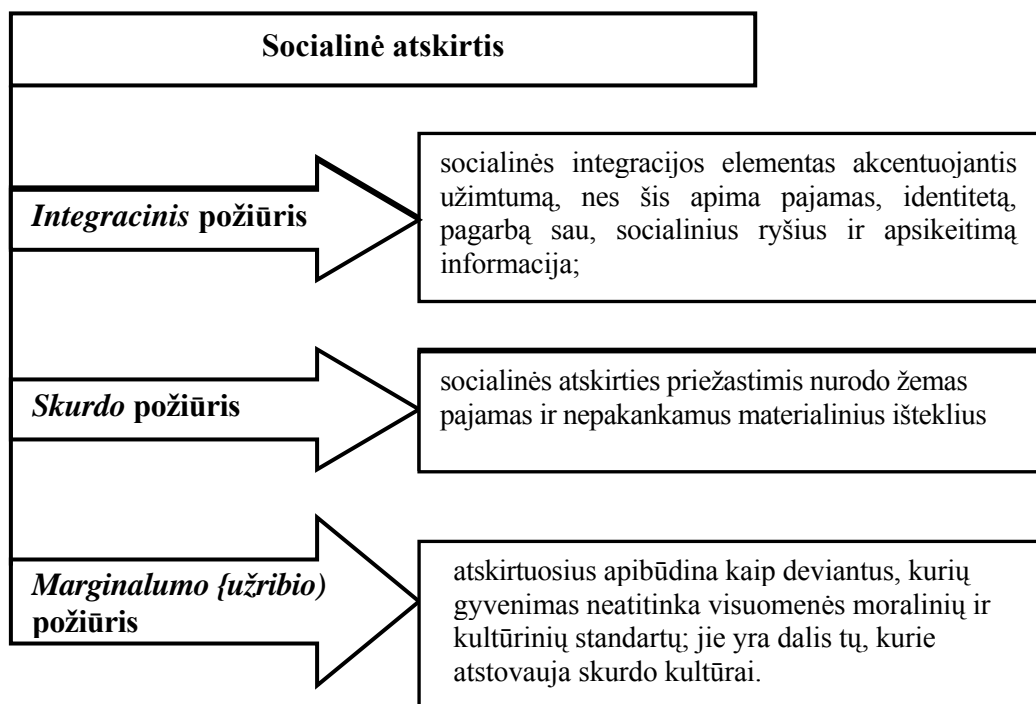 Socialinė atskirtis
Integracinis požiūris
socialinės integracijos elementas akcentuojantis
užimtumą, nes šis apima pajamas, identitetą,
pagarbą sau, socialinius ryšius ir apsikeitimą
informacija;
Skurdo požiūris
socialinės atskirties priežastimis nurodo žemas
pajamas ir nepakankamus materialinius išteklius
Marginalumo {užribio)
požiūris
atskirtuosius apibūdina kaip deviantus, kurių
gyvenimas neatitinka visuomenės moralinių ir
kultūrinių standartų; jie yra dalis tų, kurie
atstovauja skurdo kultūrai.